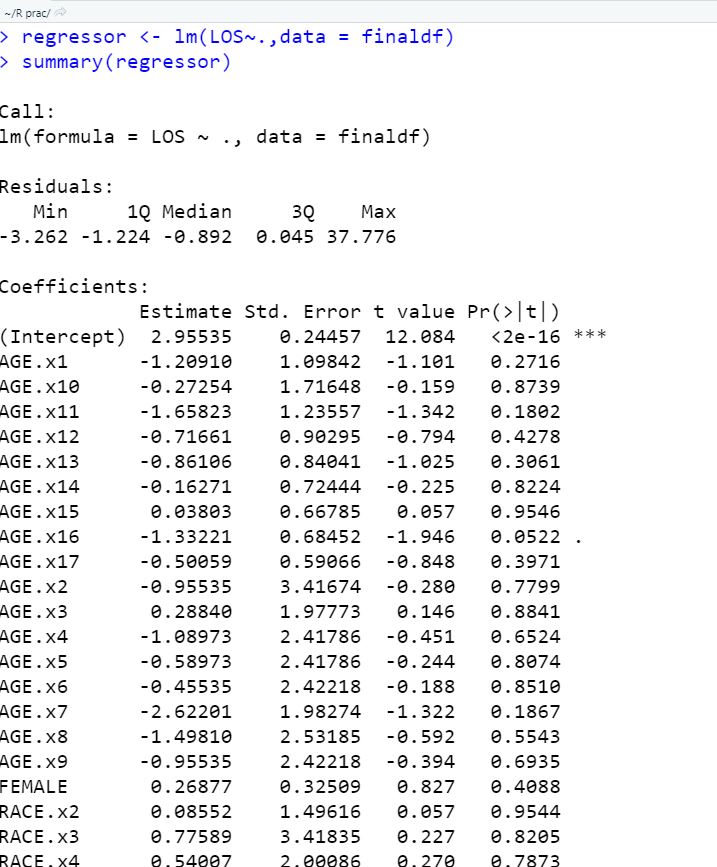 ~/R prac/
> regressor <- lm(LOS~.,data = finaldf)
> summary(regressor)
Call:
lm(formula = LOS ~ ., data = finaldf)
Residuals:
Min 1Q Median 3Q Max
-3.262 -1.224 -0.892 0.045 37.776
Coefficients:
Estimate Std. Error t value Pr(>|t|)
(Intercept) 2.95535 0.24457 12.084 <2e-16 ***
AGE.x1 -1.20910 1.09842 -1.101 0.2716
AGE.x10 -0.27254 1.71648 -0.159 0.8739
AGE.x11 -1.65823 1.23557 -1.342 0.1802
AGE.x12 -0.71661 0.90295 -0.794 0.4278
AGE.x13 -0.86106 0.84041 -1.025 0.3061
AGE.x14 -0.16271 0.72444 -0.225 0.8224
AGE.x15 0.03803 0.66785 0.057 0.9546
AGE.x16 -1.33221 0.68452 -1.946 0.0522 .
AGE.x17 -0.50059 0.59066 -0.848 0.3971
AGE.x2 -0.95535 3.41674 -0.280 0.7799
AGE.x3 0.28840 1.97773 0.146 0.8841
AGE.x4 -1.08973 2.41786 -0.451 0.6524
AGE.x5 -0.58973 2.41786 -0.244 0.8074
AGE.x6 -0.45535 2.42218 -0.188 0.8510
AGE.x7 -2.62201 1.98274 -1.322 0.1867
AGE.x8 -1.49810 2.53185 -0.592 0.5543
AGE.x9 -0.95535 2.42218 -0.394 0.6935
FEMALE 0.26877 0.32509 0.827 0.4088
RACE.x2 0.08552 1.49616 0.057 0.9544
RACE.x3 0.77589 3.41835 0.227 0.8205
RACE.x4 0.54007 2.00086 0.270 0.7873